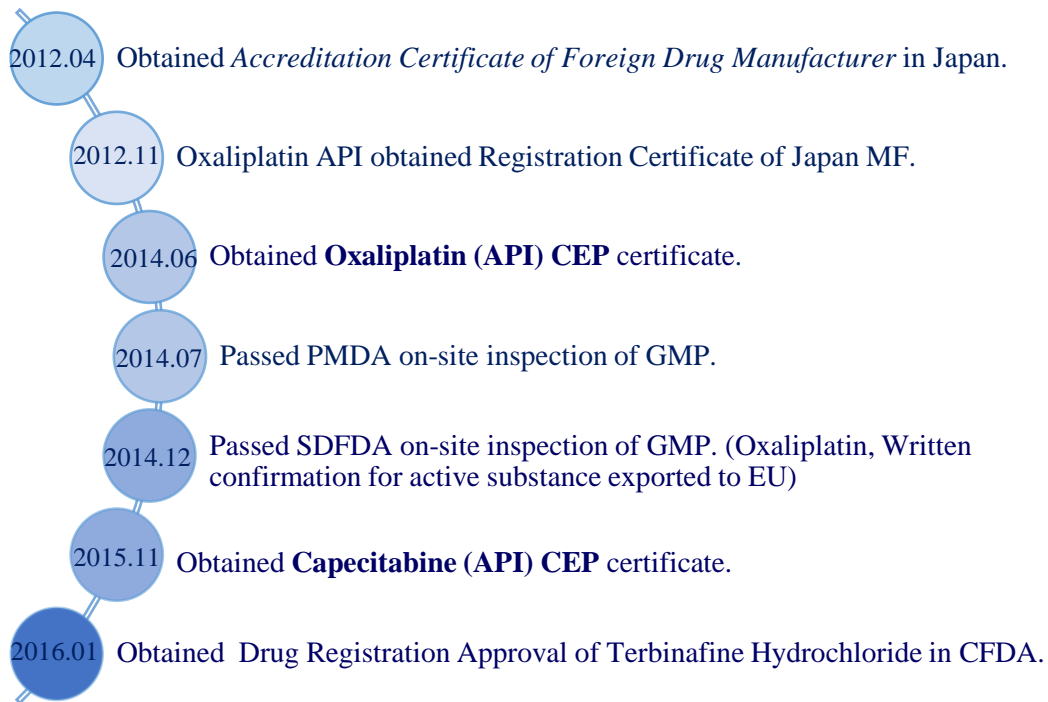 2012.04 Obtained Accreditation Certificate of Foreign Drug Manufacturer in Japan.
2012.11 Oxaliplatin API obtained Registration Certificate of Japan MF.
2014.06 Obtained Oxaliplatin (API) CEP certificate.
2014.07 Passed PMDA on-site inspection of GMP.
2014.12 Passed SDFDA on-site inspection of GMP. (Oxaliplatin, Written
confirmation for active substance exported to EU)
2015.11 Obtained Capecitabine (API) CEP certificate.
2016.01 Obtained Drug Registration Approval of Terbinafine Hydrochloride in CFDA.